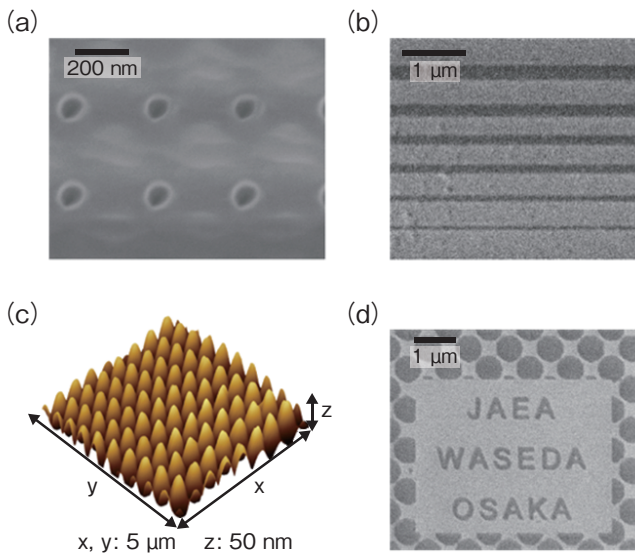 (a)
200 nm
(b)
1 μm
(c)
z
y
x
x, y: 5 μm z: 50 nm
(d)
1 μm
JAEA
WASEDA
OSAKA